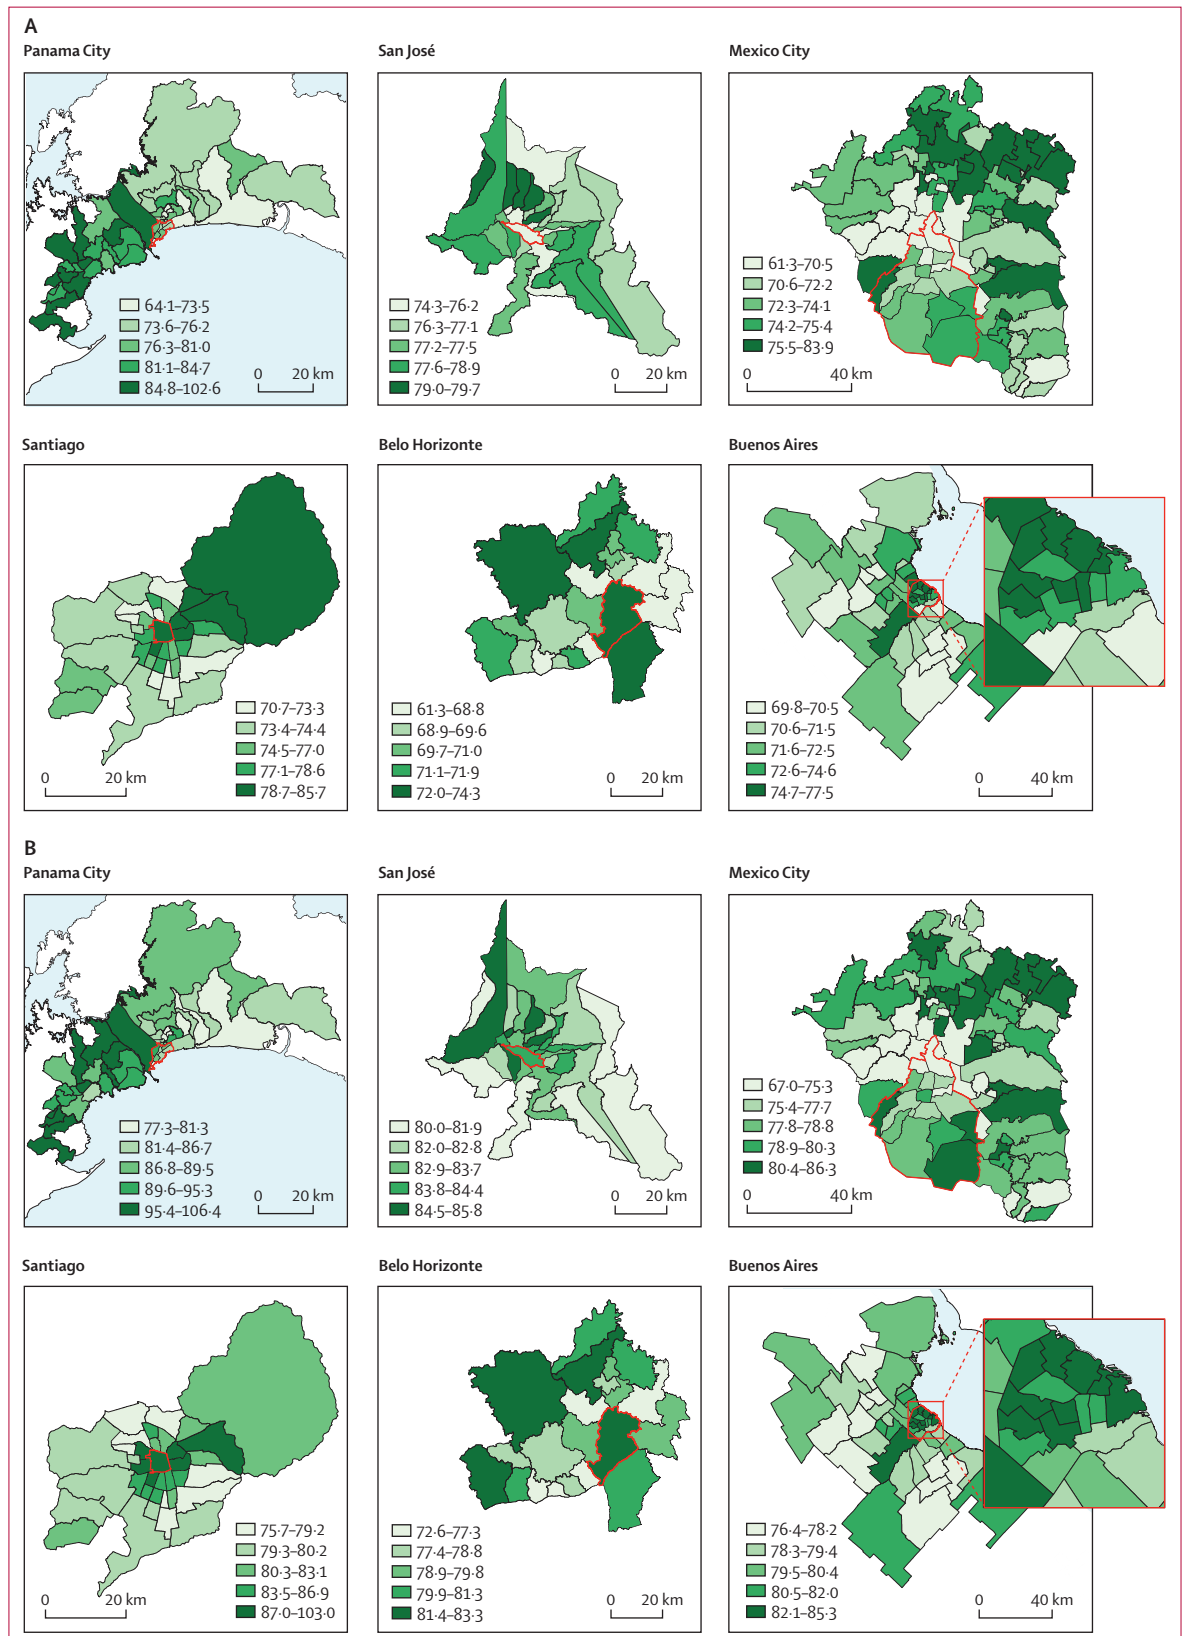 A
Panama City
San José
Mexico City
64·1–73·5
73·6–76·2
76·3–81·0
81·1–84·7
84·8–102·6
0 20 km
74·3–76·2
76·3–77·1
77·2–77·5
77·6–78·9
79·0–79·7
0 20 km
61·3–70·5
70·6–72·2
72·3–74·1
74·2–75·4
75·5–83·9
0 40 km
Santiago
Belo Horizonte
Buenos Aires
70·7–73·3
73·4–74·4
74·5–77·0
77·1–78·6
78·7–85·7
0 20 km
61·3–68·8
68·9–69·6
69·7–71·0
71·1–71·9
72·0–74·3
0 20 km
69·8–70·5
70·6–71·5
71·6–72·5
72·6–74·6
74·7–77·5
0 40 km
B
Panama City
San José
Mexico City
77·3–81·3
81·4–86·7
86·8–89·5
89·6–95·3
95·4–106·4
0 20 km
80·0–81·9
82·0–82·8
82·9–83·7
83·8–84·4
84·5–85·8
0 20 km
67·0–75·3
75·4–77·7
77·8–78·8
78·9–80·3
80·4–86·3
0 40 km
Santiago
Belo Horizonte
Buenos Aires
75·7–79·2
79·3–80·2
80·3–83·1
83·5–86·9
87·0–103·0
0 20 km
72·6–77·3
77·4–78·8
78·9–79·8
79·9–81·3
81·4–83·3
0 20 km
76·4–78·2
78·3–79·4
79·5–80·4
80·5–82·0
82·1–85·3
0 40 km